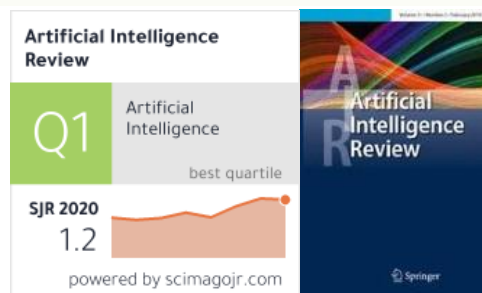 Artificial Intelligence
Review
Q1
Artificial
Intelligence
best quartile
SJR 2020
1.2
powered by scimagojr.com
AIR
Artificial
Intelligence
Review
Springer